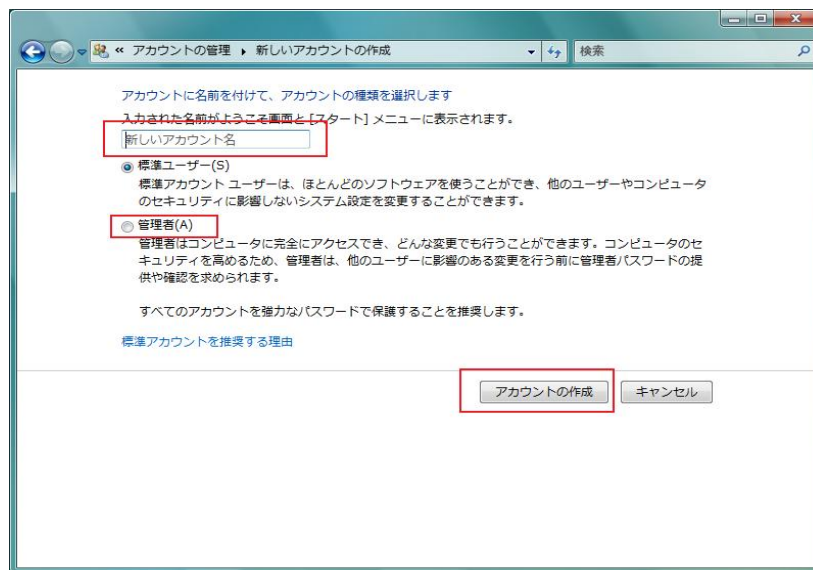 « アカウントの管理 ▸ 新しいアカウントの作成
検索
アカウントに名前を付けて、アカウントの種類を選択します
入力された名前がようこそ画面と [スタート] メニューに表示されます。
新しいアカウント名
標準ユーザー(S)
標準アカウント ユーザーは、ほとんどのソフトウェアを使うことができ、他のユーザーやコンピュータ
のセキュリティに影響しないシステム設定を変更することができます。
管理者(A)
管理者はコンピュータに完全にアクセスでき、どんな変更でも行うことができます。コンピュータのセ
キュリティを高めるため、管理者は、他のユーザーに影響のある変更を行う前に管理者パスワードの提
供や確認を求められます。
すべてのアカウントを強力なパスワードで保護することを推奨します。
標準アカウントを推奨する理由
アカウントの作成
キャンセル